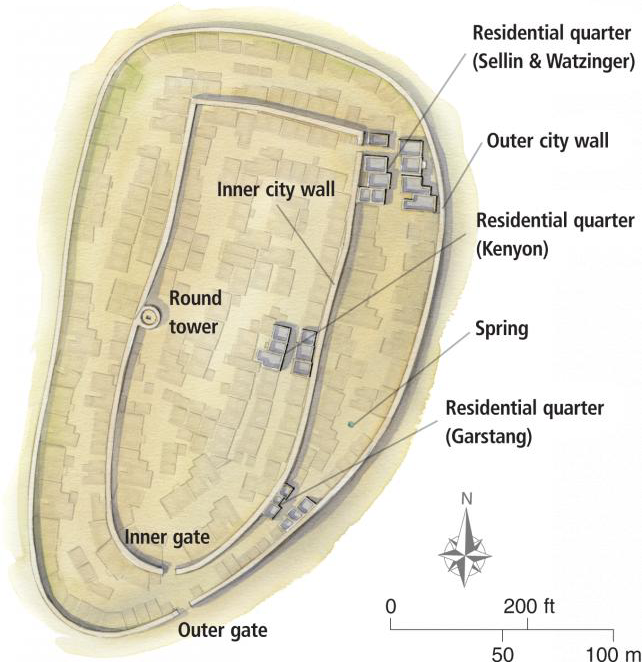 Residential quarter
(Sellin & Watzinger)
Outer city wall
Inner city wall
Residential quarter
(Kenyon)
Round
tower
Spring
Residential quarter
(Garstang)
N
Inner gate
Outer gate
0 200 ft
50 100 m